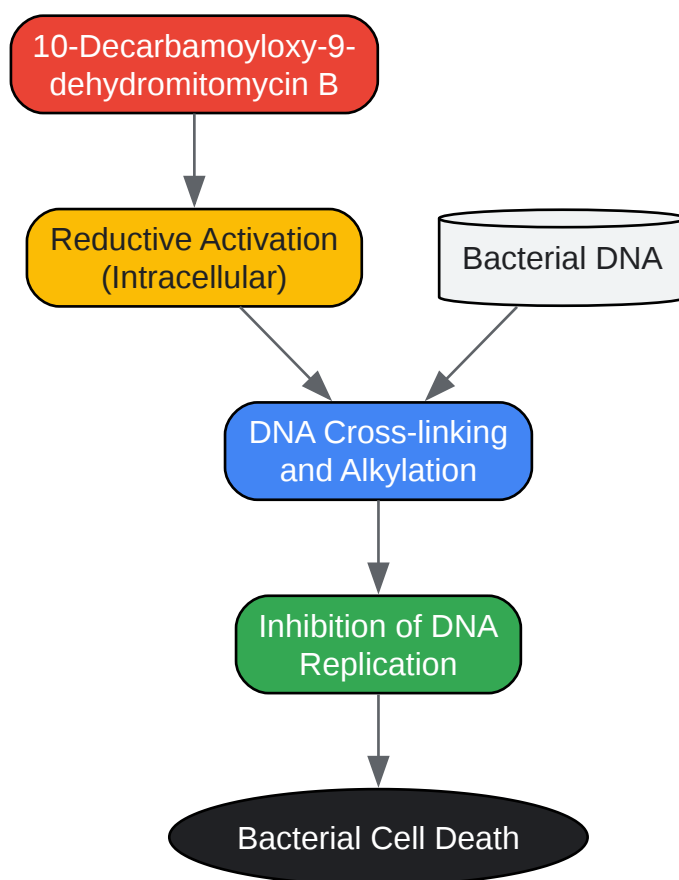 10-Decarbamoyloxy-9-
dehydromitomycin B
Reductive Activation
(Intracellular)
Bacterial DNA
DNA Cross-linking
and Alkylation
Inhibition of DNA
Replication
Bacterial Cell Death